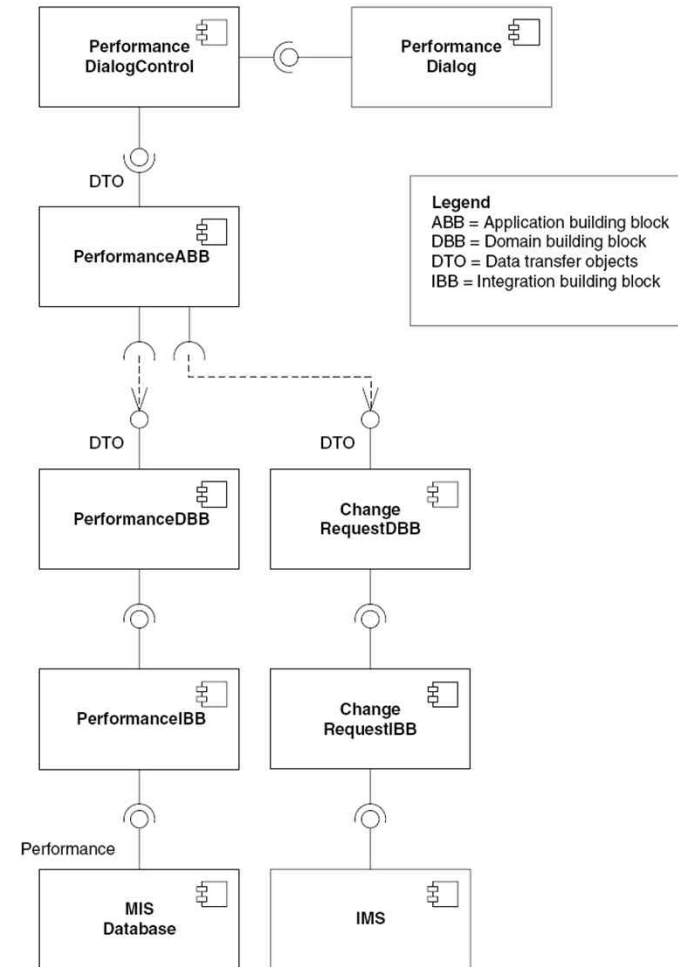 Performance
DialogControl
Performance
Dialog
DTO
PerformanceABB
Legend
ABB = Application building block
DBB = Domain building block
DTO = Data transfer objects
IBB = Integration building block
DTO
DTO
PerformanceDBB
Change
RequestDBB
PerformanceIBB
Change
RequestIBB
Performance
MIS
Database
IMS